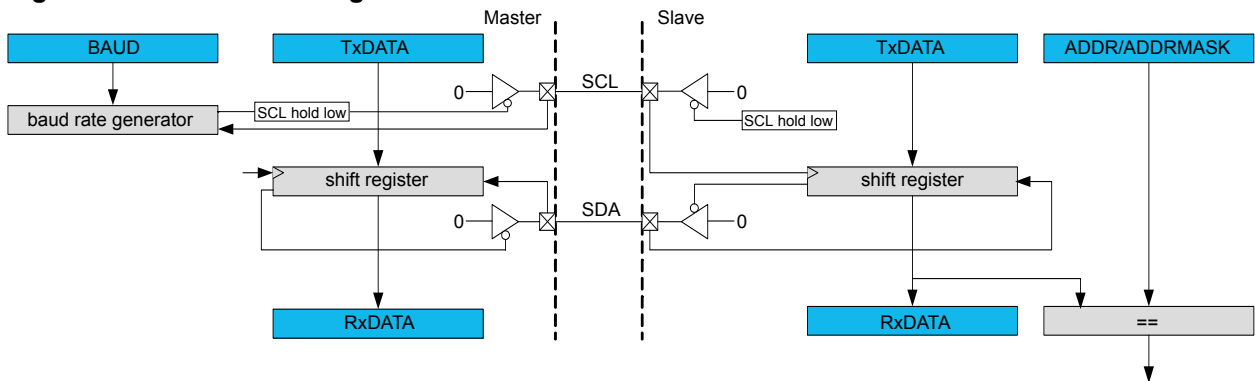 Master
Slave
BAUD
TxDATA
TxDATA
ADDR/ADDRMASK
0
SCL
0
baud rate generator
SCL hold low
SCL hold low
shift register
shift register
0
SDA
0
RxDATA
RxDATA
==